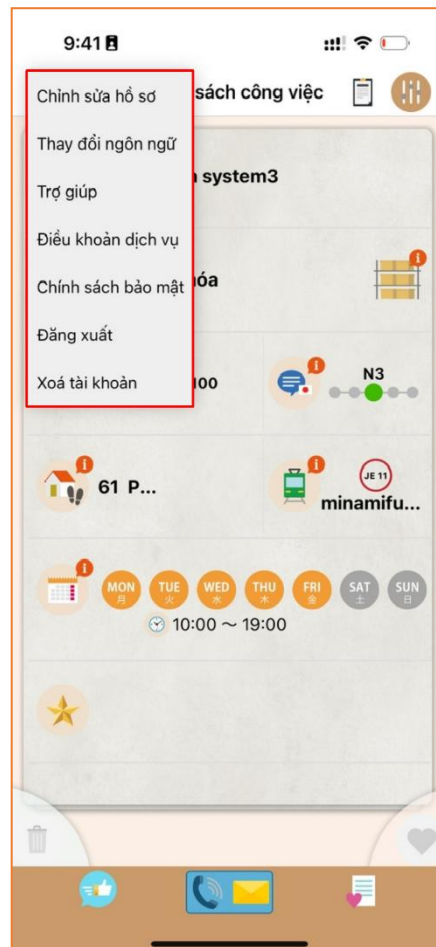 9:41
Chỉnh sửa hồ sơ
sách công việc
Thay đổi ngôn ngữ
system3
Trợ giúp
Điều khoản dịch vụ
Chính sách bảo mật
óa
Đăng xuất
Xoá tài khoản
00
N3
61 P...
JE 11
minamifu...
MON 月
TUE 火
WED 水
THU 木
FRI 金
SAT 土
SUN 日
10:00 ～ 19:00